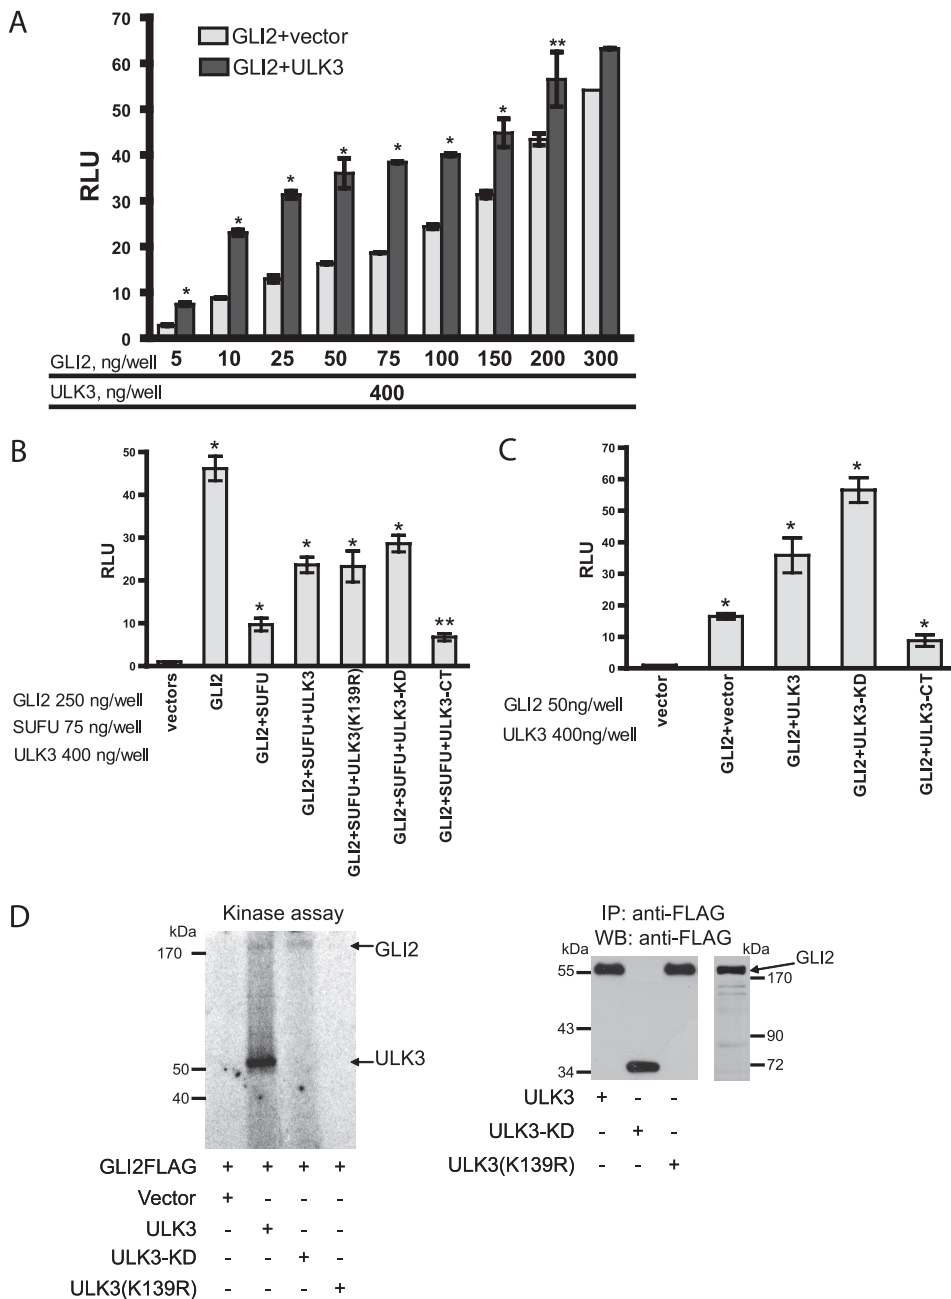 A
70
60
50
40
30
20
10
0
RLU
GLI2+vector
GLI2+ULK3
* * * * * * * **
GLI2, ng/well 5 10 25 50 75 100 150 200 300
ULK3, ng/well 400
B
50
40
30
20
10
0
RLU
* * * * * **
vectors
GLI2
GLI2+SUFU
GLI2+SUFU+ULK3
GLI2+SUFU+ULK3(K139R)
GLI2+SUFU+ULK3-KD
GLI2+SUFU+ULK3-CT
GLI2 250 ng/well
SUFU 75 ng/well
ULK3 400 ng/well
C
70
60
50
40
30
20
10
0
RLU
* * * *
vector
GLI2+vector
GLI2+ULK3
GLI2+ULK3-KD
GLI2+ULK3-CT
GLI2 50ng/well
ULK3 400ng/well
D
Kinase assay
kDa
170
50
40
GLI2
ULK3
GLI2FLAG + + + +
Vector + - - -
ULK3 - + - -
ULK3-KD - - + -
ULK3(K139R) - - - +
IP: anti-FLAG
WB: anti-FLAG
kDa
55
43
34
kDa
GLI2
170
90
72
ULK3 + - -
ULK3-KD - + -
ULK3(K139R) - - +